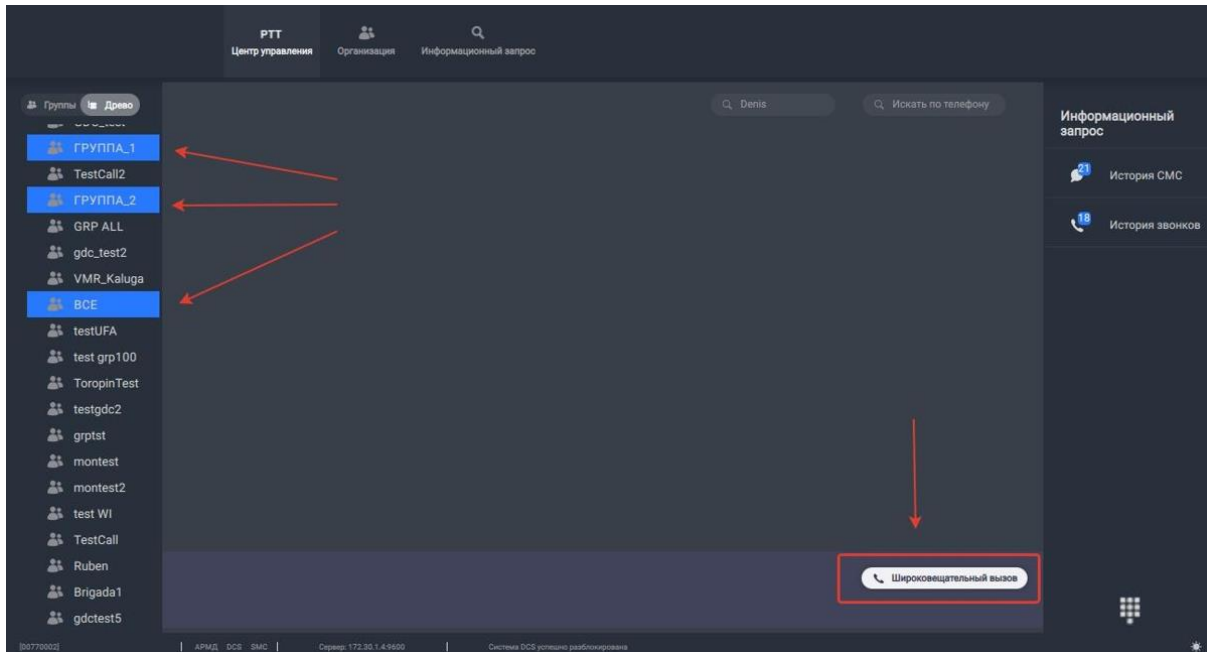 PTT
Центр управления
Организация
Информационный запрос
Группы
Древо
Denis
Искать по телефону
Информационный
запрос
ГРУППА_1
TestCall2
ГРУППА_2
GRP ALL
gdc_test2
VMR_Kaluga
ВСЕ
testUFA
test grp100
ToropinTest
testgdc2
grptst
montest
montest2
test WI
TestCall
Ruben
Brigada1
gdctest5
21
История СМС
18
История звонков
Широковещательный вызов
[00770002]
АРМД DCS SMC
Сервер: 172.30.1.4:9600
Система DCS успешно разблокирована